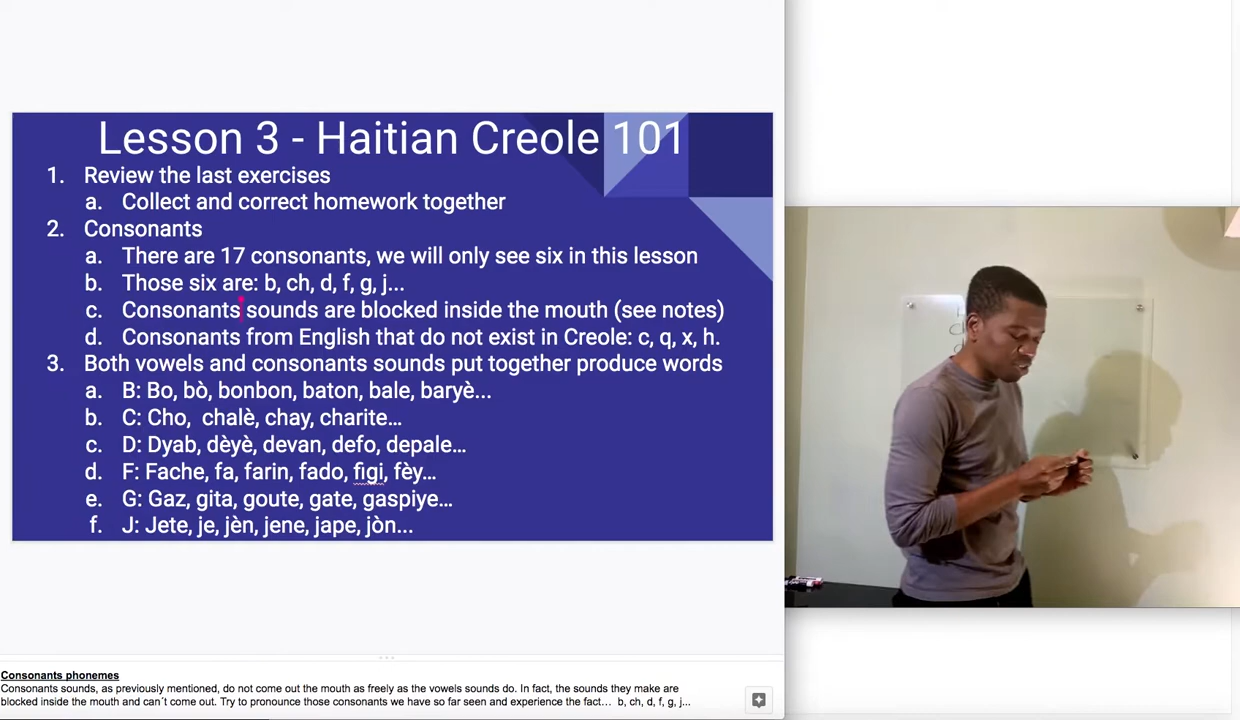 Lesson 3 - Haitian Creole 101
1. Review the last exercises
a. Collect and correct homework together
2. Consonants
a. There are 17 consonants, we will only see six in this lesson
b. Those six are: b, ch, d, f, g, j...
c. Consonants sounds are blocked inside the mouth (see notes)
d. Consonants from English that do not exist in Creole: c, q, x, h.
3. Both vowels and consonants sounds put together produce words
a. B: Bo, bò, bonbon, baton, bale, baryè...
b. C: Cho, chalè, chay, charite...
c. D: Dyab, dèyè, devan, defo, depale...
d. F: Fache, fa, farin, fado, figi, fèy...
e. G: Gaz, gita, goute, gate, gaspiye...
f. J: Jete, je, jèn, jene, jape, jòn...
Consonants phonemes
Consonants sounds, as previously mentioned, do not come out the mouth as freely as the vowels sounds do. In fact, the sounds they make are
blocked inside the mouth and can´t come out. Try to pronounce those consonants we have so far seen and experience the fact... b, ch, d, f, g, j...